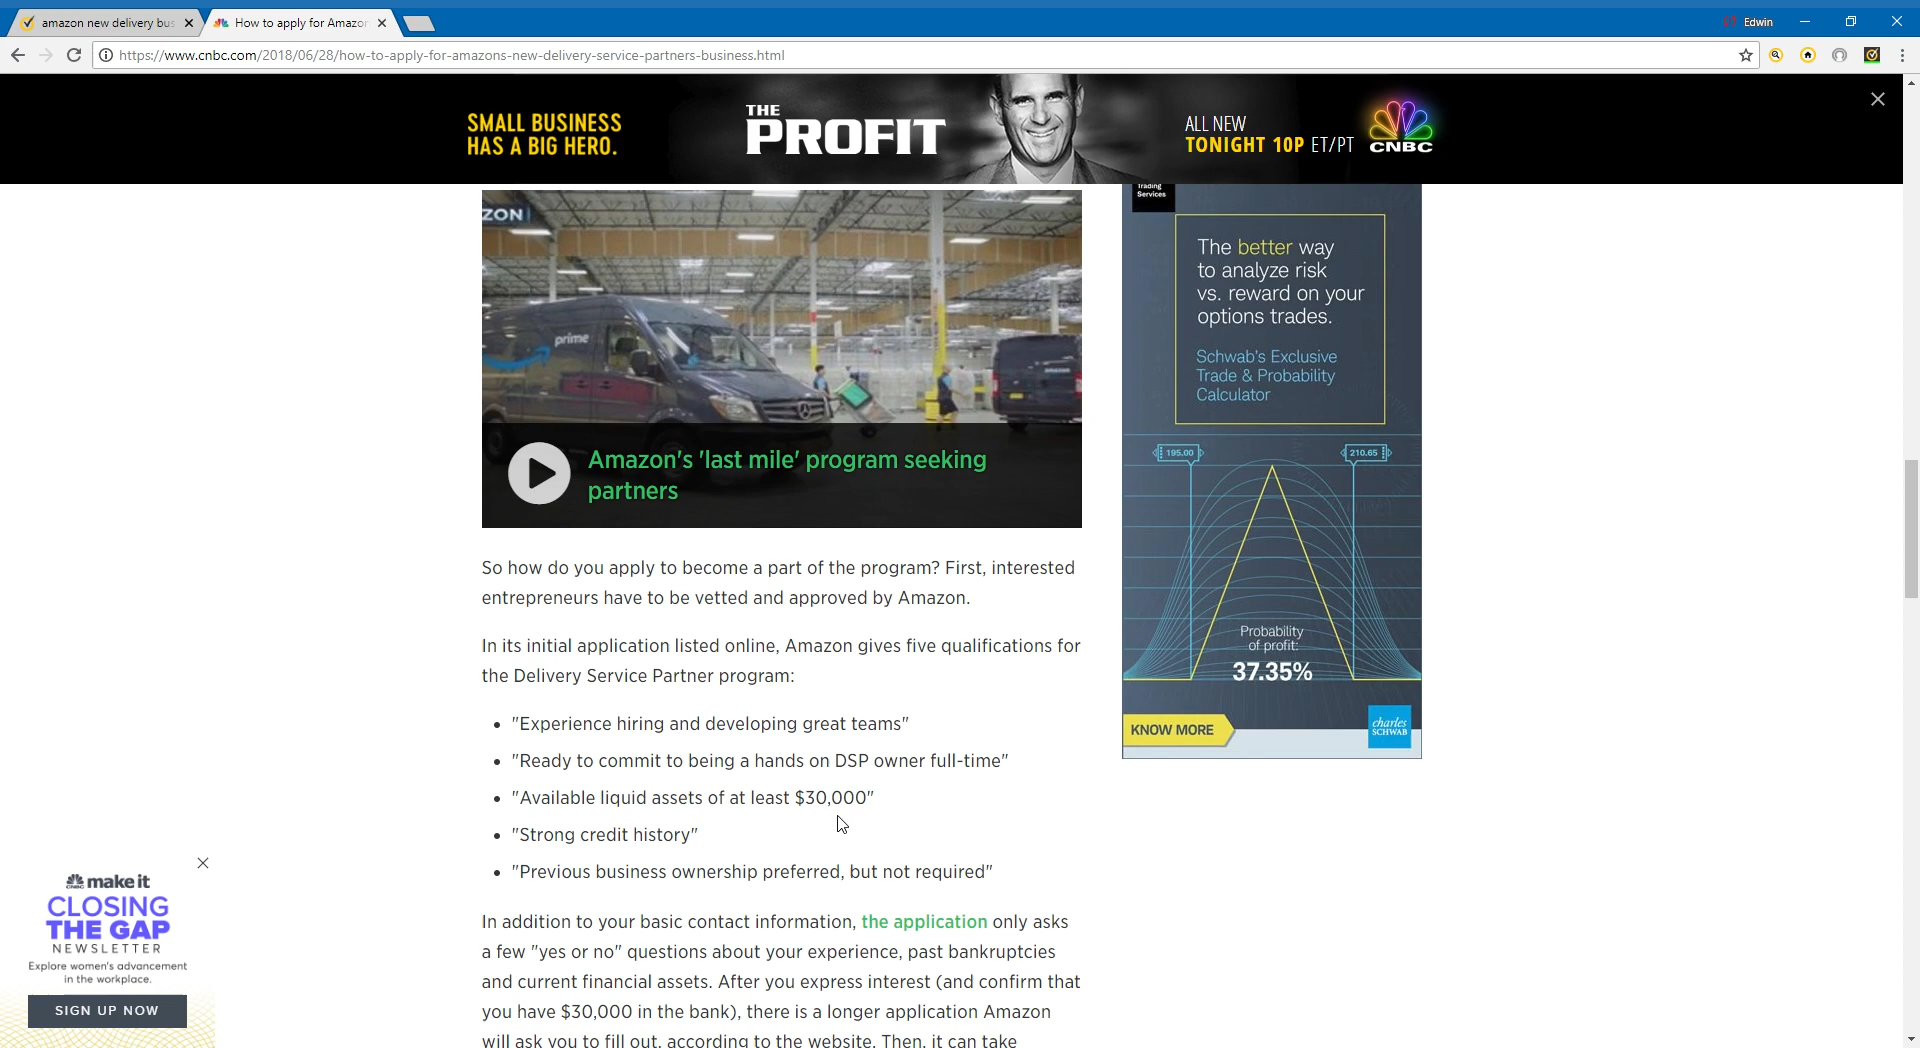 amazon new delivery bus
How to apply for Amazon
Edwin
https://www.cnbc.com/2018/06/28/how-to-apply-for-amazons-new-delivery-service-partners-business.html
SMALL BUSINESS
HAS A BIG HERO.
THE
PROFIT
ALL NEW
TONIGHT 10P ET/PT
CNBC
ZON
prime
Amazon's 'last mile' program seeking
partners
Trading
Services
The better way
to analyze risk
vs. reward on your
options trades.
Schwab's Exclusive
Trade & Probability
Calculator
195.00
210.65
Probability
of profit:
37.35%
KNOW MORE
charles
SCHWAB
So how do you apply to become a part of the program? First, interested
entrepreneurs have to be vetted and approved by Amazon.
In its initial application listed online, Amazon gives five qualifications for
the Delivery Service Partner program:
• "Experience hiring and developing great teams"
• "Ready to commit to being a hands on DSP owner full-time"
• "Available liquid assets of at least $30,000"
• "Strong credit history"
• "Previous business ownership preferred, but not required"
In addition to your basic contact information, the application only asks
a few "yes or no" questions about your experience, past bankruptcies
and current financial assets. After you express interest (and confirm that
you have $30,000 in the bank), there is a longer application Amazon
will ask you to fill out, according to the website. Then, it can take
CNBC make it
CLOSING
THE GAP
NEWSLETTER
Explore women's advancement
in the workplace.
SIGN UP NOW